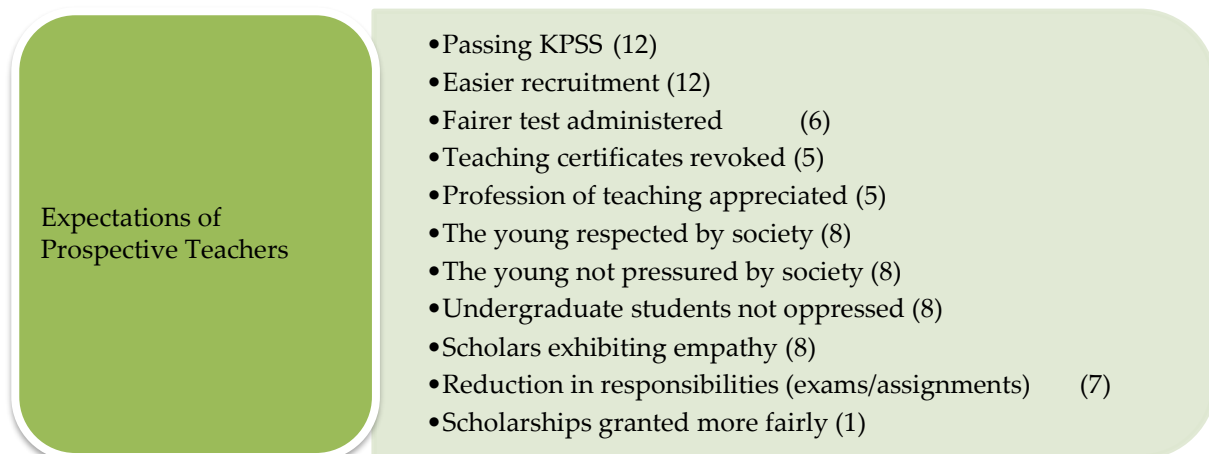 Expectations of
Prospective Teachers
•Passing KPSS (12)
•Easier recruitment (12)
•Fairer test administered (6)
•Teaching certificates revoked (5)
•Profession of teaching appreciated (5)
•The young respected by society (8)
•The young not pressured by society (8)
•Undergraduate students not oppressed (8)
•Scholars exhibiting empathy (8)
•Reduction in responsibilities (exams/assignments) (7)
•Scholarships granted more fairly (1)